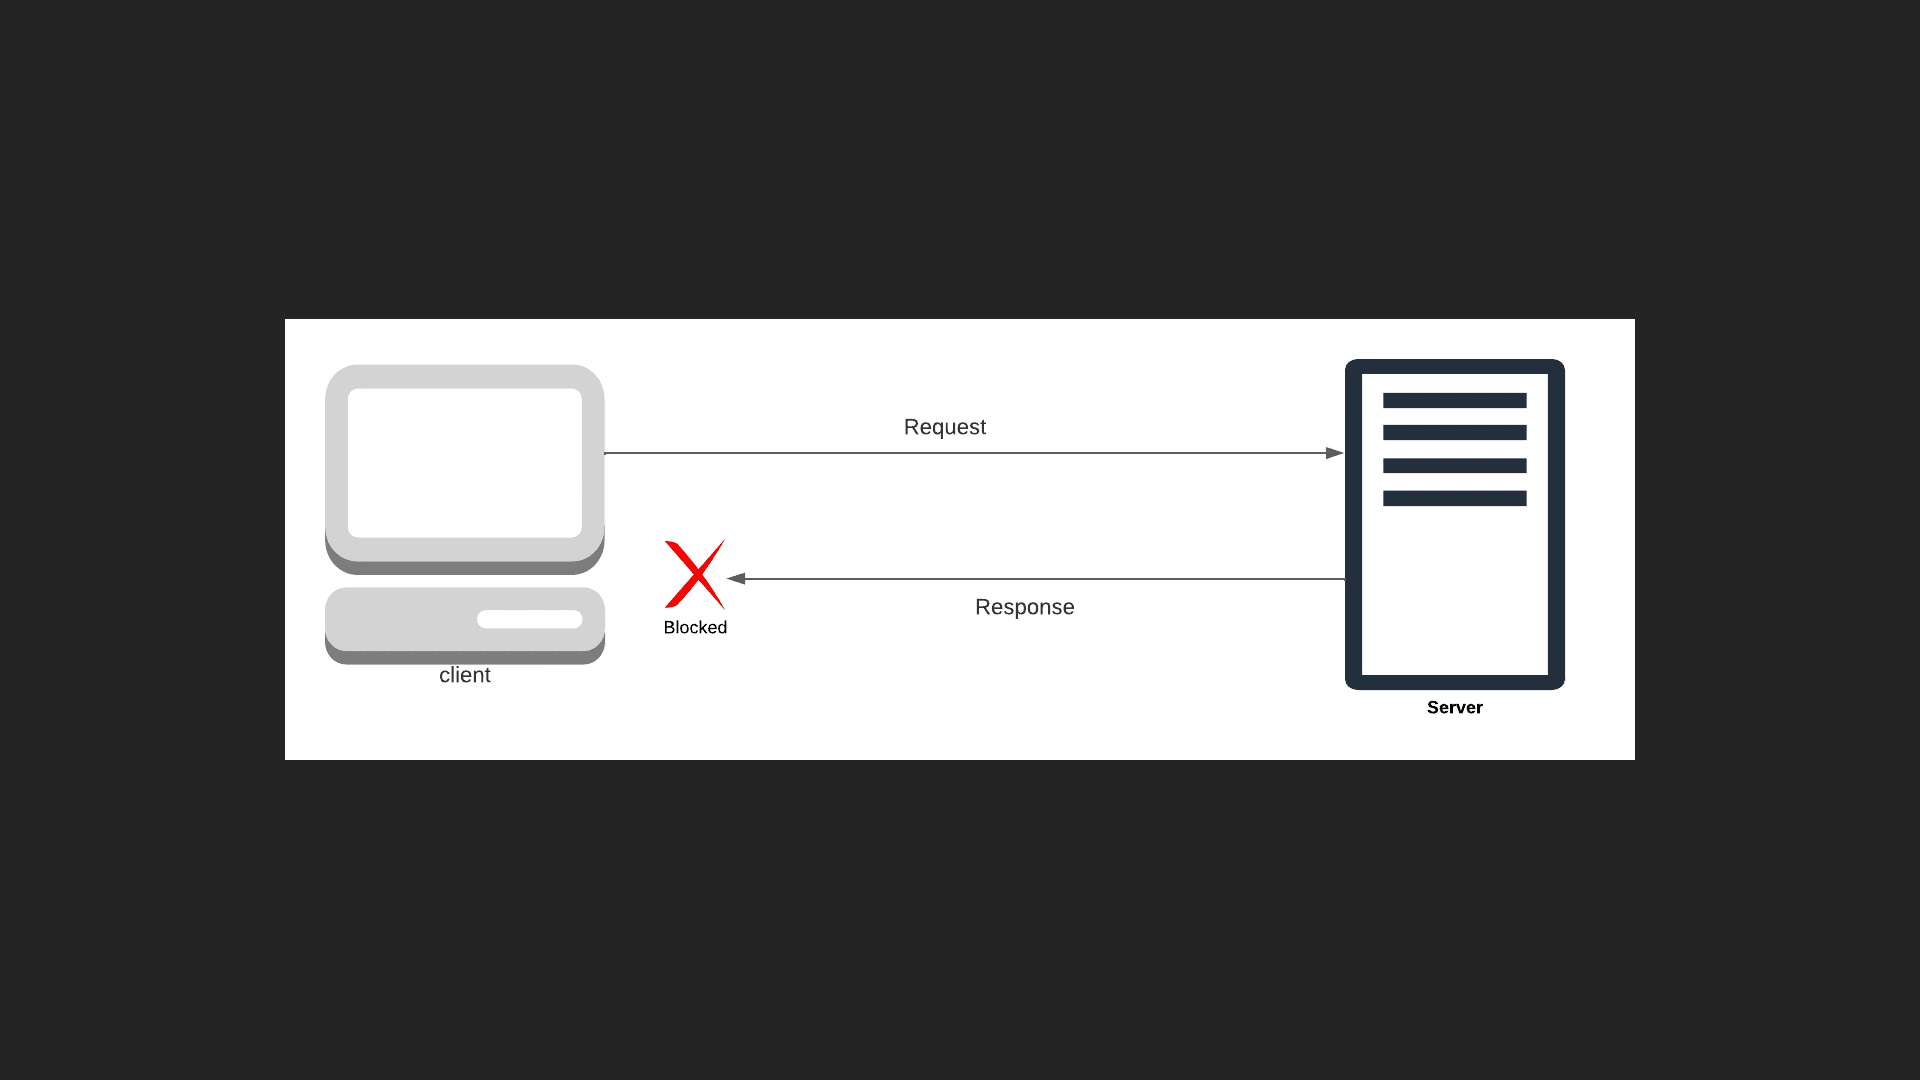 Request
Response
Blocked
client
Server